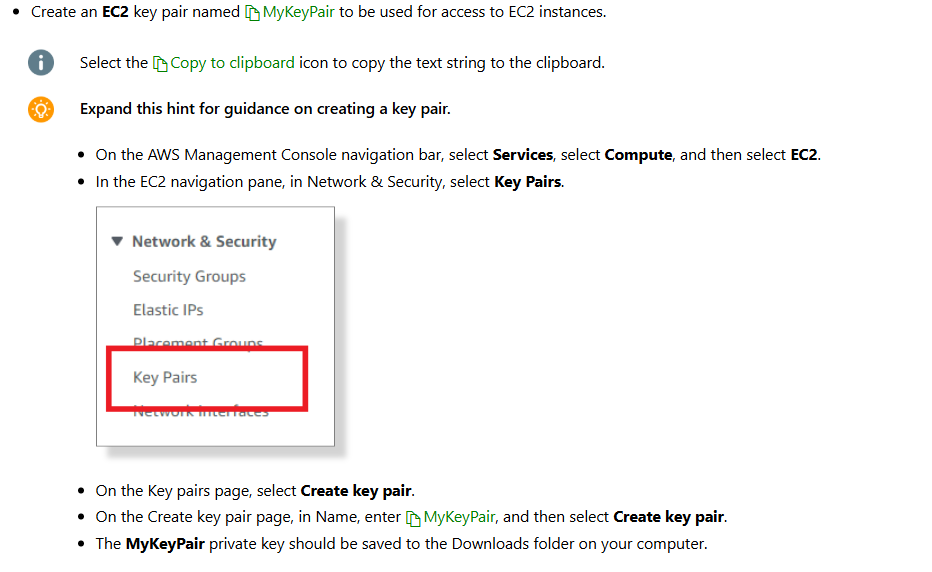 Create an EC2 key pair named MyKeyPair to be used for access to EC2 instances.
Select the Copy to clipboard icon to copy the text string to the clipboard.
Expand this hint for guidance on creating a key pair.
On the AWS Management Console navigation bar, select Services, select Compute, and then select EC2.
In the EC2 navigation pane, in Network & Security, select Key Pairs.
Network & Security
Security Groups
Elastic IPs
Placement Groups
Key Pairs
Network Interfaces
On the Key pairs page, select Create key pair.
On the Create key pair page, in Name, enter MyKeyPair, and then select Create key pair.
The MyKeyPair private key should be saved to the Downloads folder on your computer.